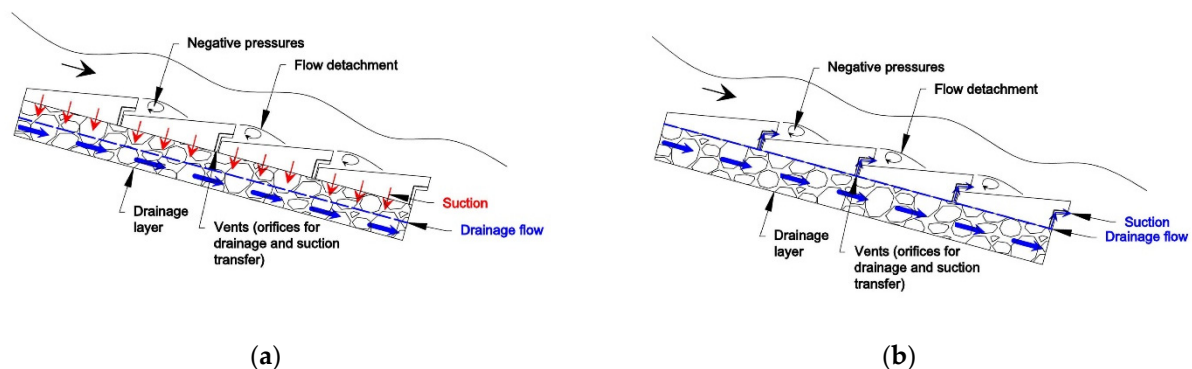 Negative pressures
Flow detachment
Suction
Drainage flow
Drainage
layer
Vents (orifices for
drainage and suction
transfer)
(a)
Negative pressures
Flow detachment
Suction
Drainage flow
Drainage
layer
Vents (orifices for
drainage and suction
transfer)
(b)